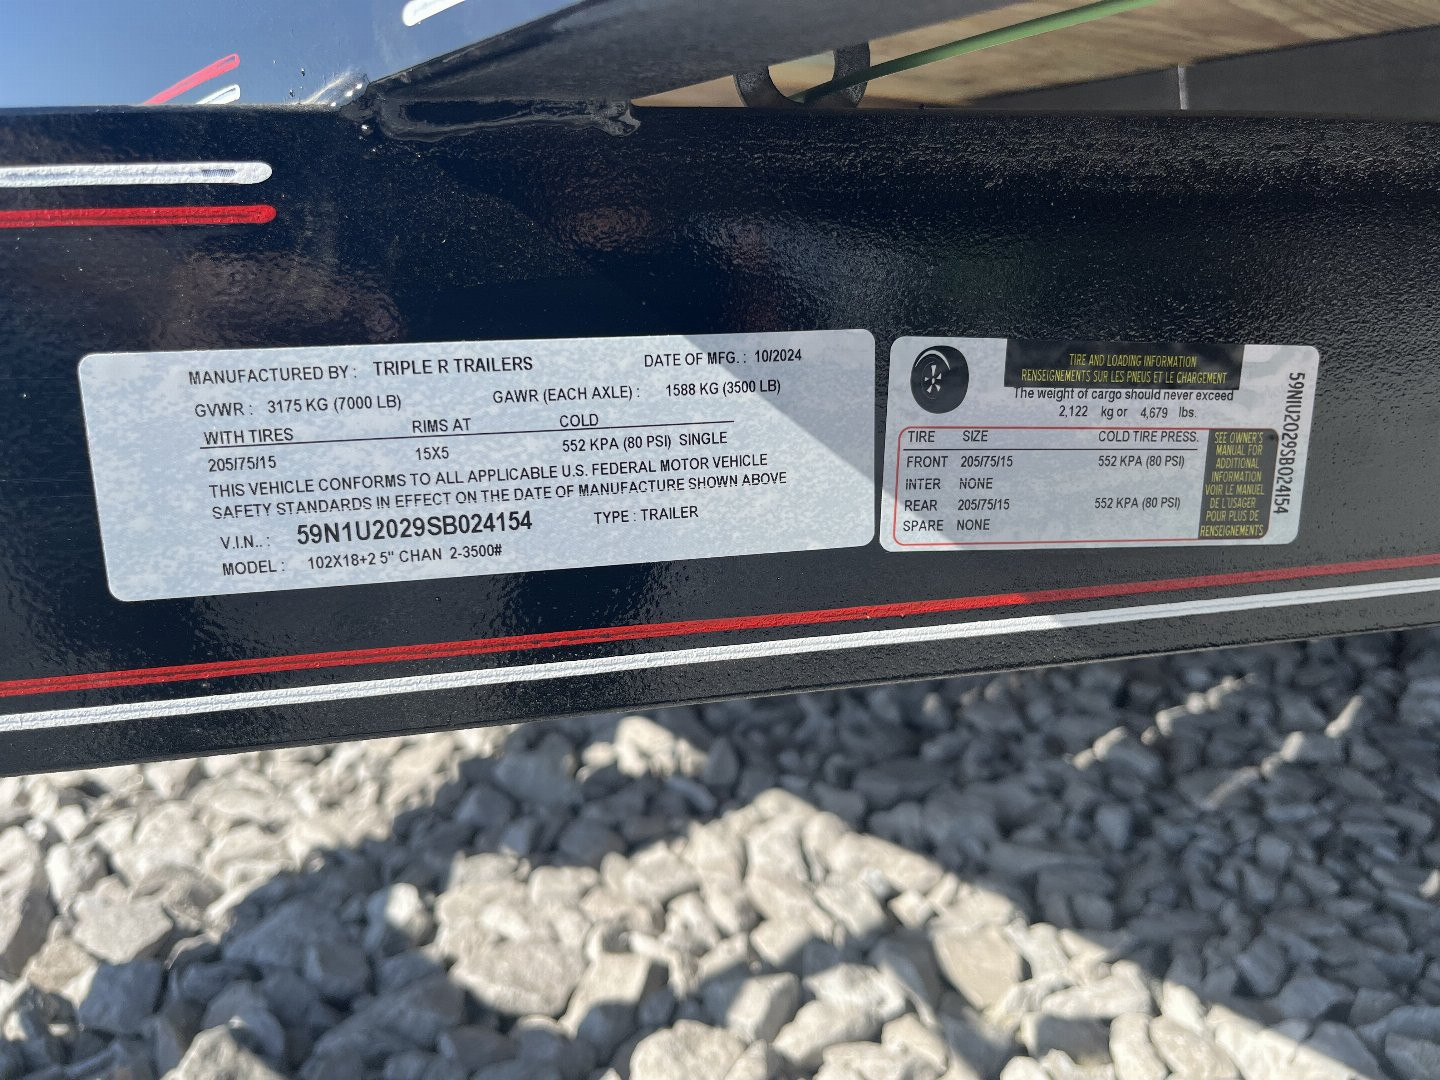 MANUFACTURED BY : TRIPLE R TRAILERS DATE OF MFG. : 10/2024
GVWR : 3175 KG (7000 LB) GAWR (EACH AXLE) : 1588 KG (3500 LB)
WITH TIRES RIMS AT COLD
205/75/15 15X5 552 KPA (80 PSI) SINGLE
THIS VEHICLE CONFORMS TO ALL APPLICABLE U.S. FEDERAL MOTOR VEHICLE
SAFETY STANDARDS IN EFFECT ON THE DATE OF MANUFACTURE SHOWN ABOVE
V.I.N.. : 59N1U2029SB024154 TYPE : TRAILER
MODEL : 102X18+2 5" CHAN 2-3500#
TIRE AND LOADING INFORMATION
RENSEIGNEMENTS SUR LES PNEUS ET LE CHARGEMENT
The weight of cargo should never exceed
2,122 kg or 4,679 lbs.
TIRE SIZE COLD TIRE PRESS.
FRONT 205/75/15 552 KPA (80 PSI)
INTER NONE
REAR 205/75/15 552 KPA (80 PSI)
SPARE NONE
SEE OWNER'S
MANUAL FOR
ADDITIONAL
INFORMATION
VOIR LE MANUEL
DE L'USAGER
POUR PLUS DE
RENSEIGNEMENTS
59N1U2029SB024154